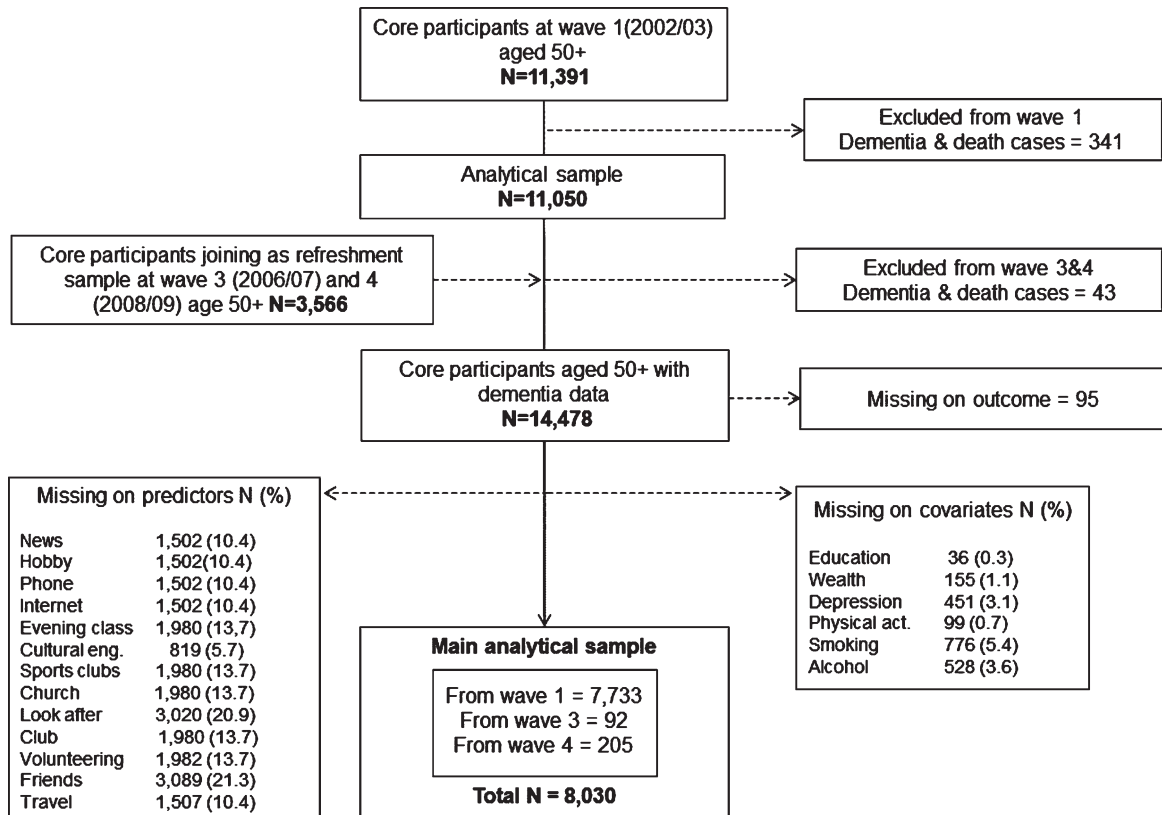 Core participants at wave 1(2002/03)
aged 50+
N=11,391
Excluded from wave 1
Dementia & death cases = 341
Analytical sample
N=11,050
Core participants joining as refreshment
sample at wave 3 (2006/07) and 4
(2008/09) age 50+ N=3,566
Excluded from wave 3&4
Dementia & death cases = 43
Core participants aged 50+ with
dementia data
N=14,478
Missing on outcome = 95
Missing on predictors N (%)
News 1,502 (10.4)
Hobby 1,502(10.4)
Phone 1,502 (10.4)
Internet 1,502 (10.4)
Evening class 1,980 (13,7)
Cultural eng. 819 (5.7)
Sports clubs 1,980 (13.7)
Church 1,980 (13.7)
Look after 3,020 (20.9)
Club 1,980 (13.7)
Volunteering 1,982 (13.7)
Friends 3,089 (21.3)
Travel 1,507 (10.4)
Missing on covariates N (%)
Education 36 (0.3)
Wealth 155 (1.1)
Depression 451 (3.1)
Physical act. 99 (0.7)
Smoking 776 (5.4)
Alcohol 528 (3.6)
Main analytical sample
From wave 1 = 7,733
From wave 3 = 92
From wave 4 = 205
Total N = 8,030